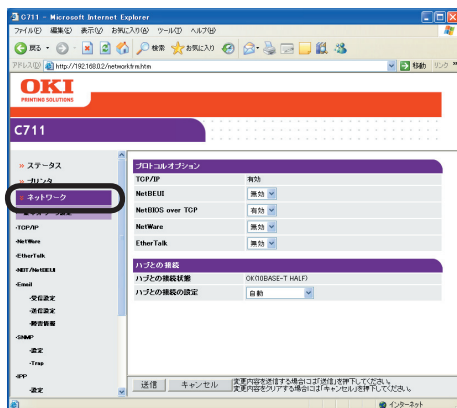 C711 - Microsoft Internet Explorer
ファイル(F) 編集(E) 表示(V) お気に入り(A) ツール(T) ヘルプ(H)
戻る 検索 お気に入り
アドレス(D) http://192.168.0.2/networkfrm.htm 移動 リンク »
OKI
PRINTING SOLUTIONS
C711
» ステータス
» プリンタ
» ネットワーク
プロトコルオプション
TCP/IP 有効
NetBEUI 無効
NetBIOS over TCP 有効
NetWare 無効
EtherTalk 無効
ハブとの接続
ハブとの接続状態 OK(10BASE-T HALF)
ハブとの接続の設定 自動
-TCP/IP
-NetWare
-EtherTalk
-NBT/NetBEUI
-Email
-受信設定
-送信設定
-障害情報
-SNMP
-設定
-Trap
-IPP
-設定
送信 キャンセル
変更内容を送信する場合には「送信」を押下してください。
変更内容をクリアする場合には「キャンセル」を押下してください。
インターネット